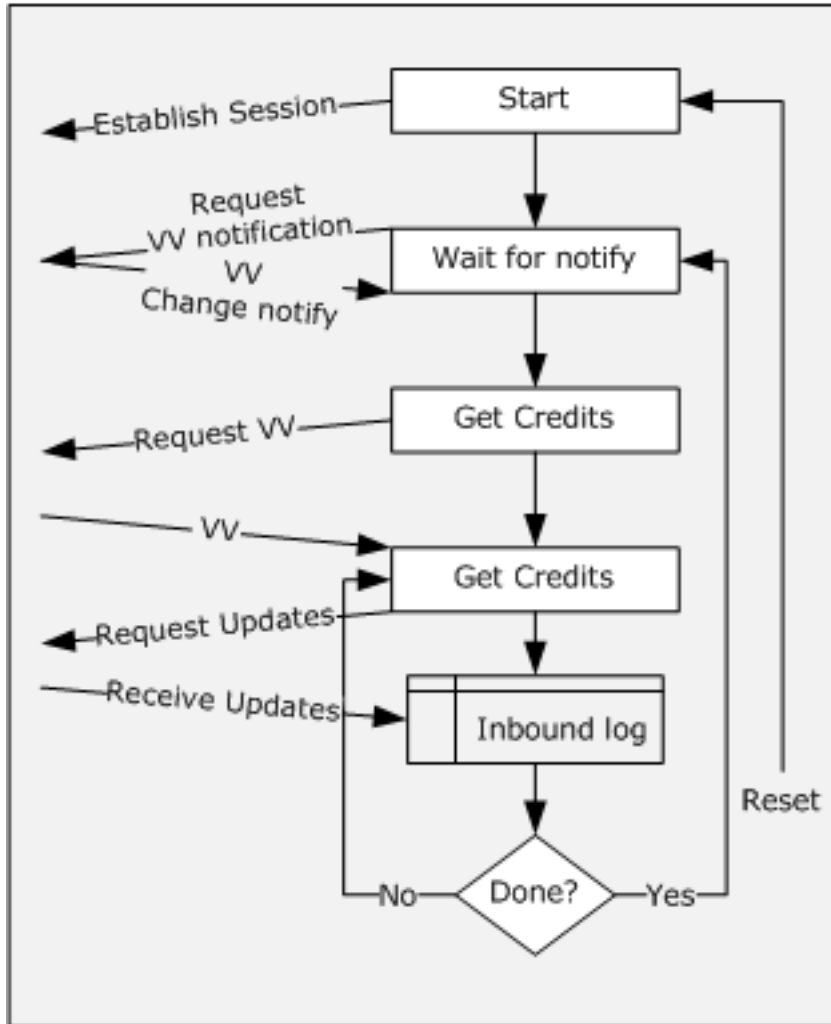 Start
Establish Session
Request
VV notification
Wait for notify
VV
Change notify
Get Credits
Request VV
VV
Get Credits
Request Updates
Receive Updates
Inbound log
Reset
No
Done?
Yes